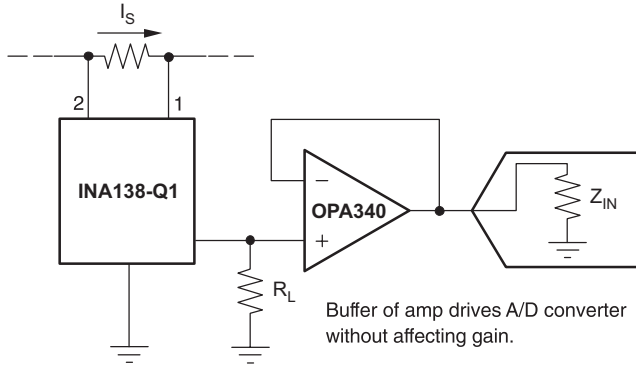 I_S
2
1
INA138-Q1
−
OPA340
+
R_L
Z_IN
Buffer of amp drives A/D converter
without affecting gain.